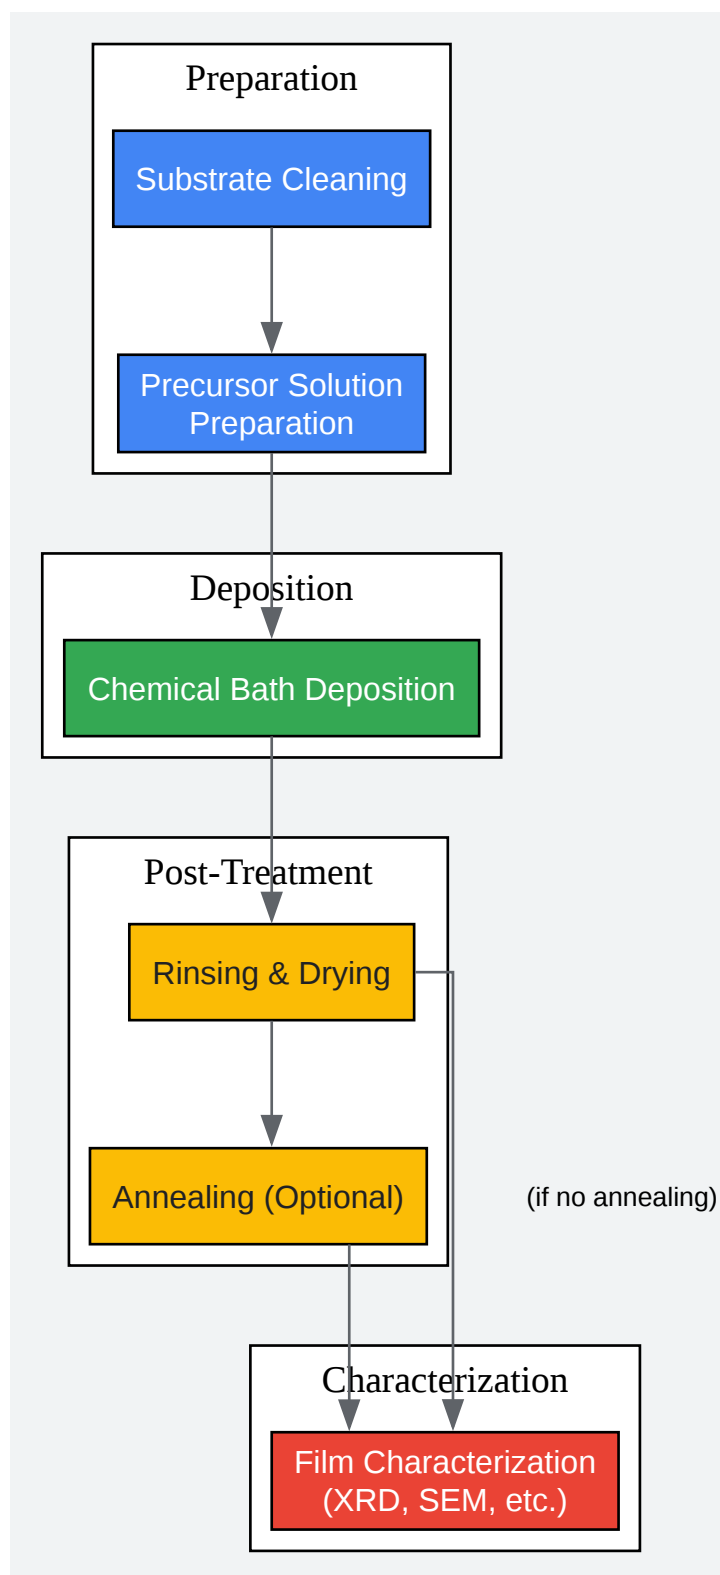 Preparation
Substrate Cleaning
Precursor Solution
Preparation
Deposition
Chemical Bath Deposition
Post-Treatment
Rinsing & Drying
Annealing (Optional)
(if no annealing)
Characterization
Film Characterization
(XRD, SEM, etc.)